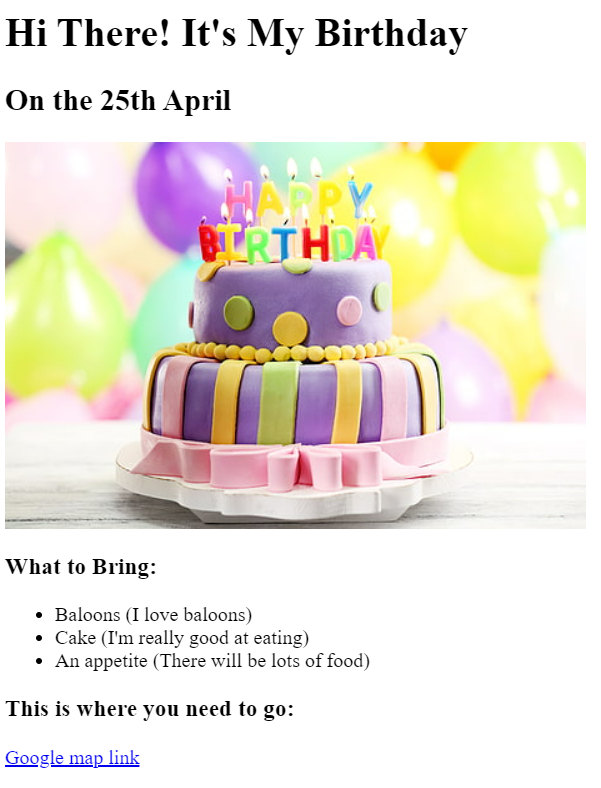 Hi There! It's My Birthday
On the 25th April
HAPPY
BIRTHDAY
What to Bring:
Baloons (I love baloons)
Cake (I'm really good at eating)
An appetite (There will be lots of food)
This is where you need to go:
Google map link